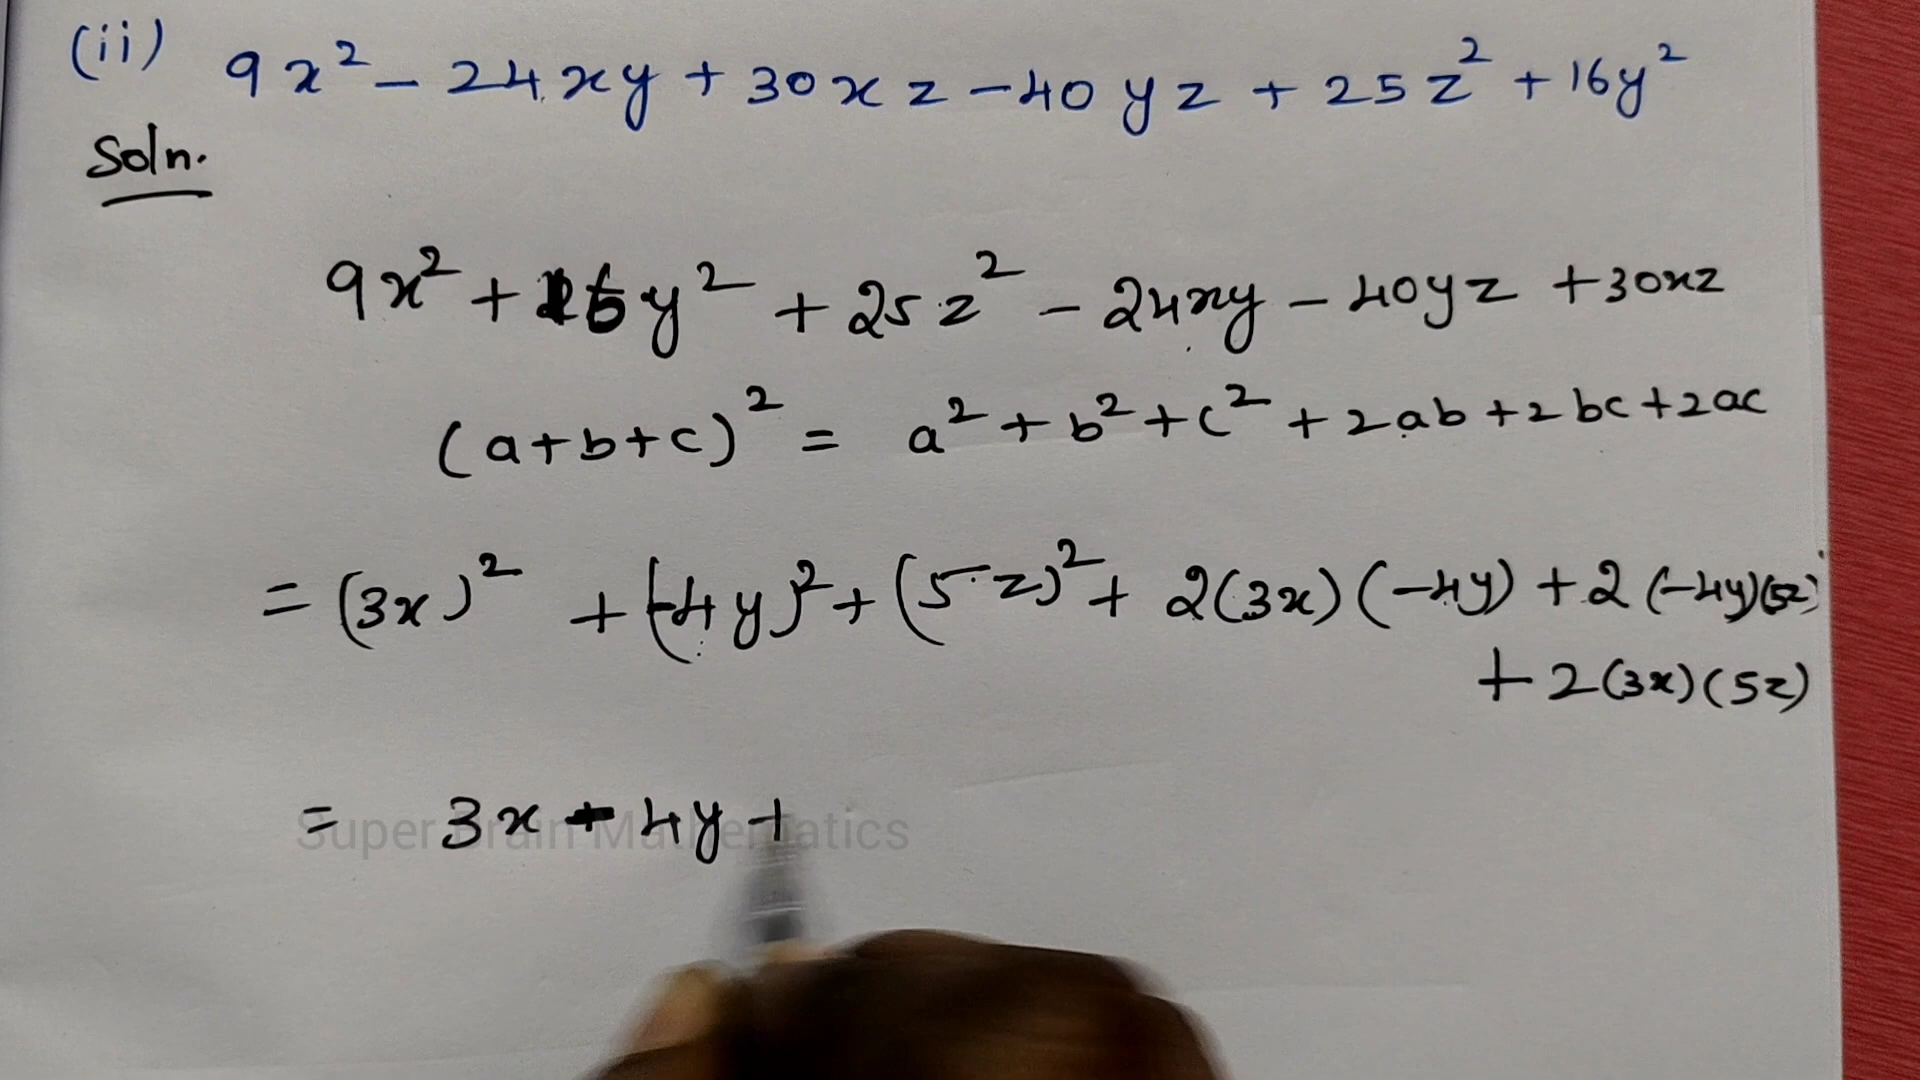 (ii) 9x² - 24xy + 30xz - 40yz + 25z² + 16y²
Soln.
9x² + 16y² + 25z² - 24xy - 40yz + 30xz
(a+b+c)² = a² + b² + c² + 2ab + 2bc + 2ac
= (3x)² + (-4y)² + (5z)² + 2(3x)(-4y) + 2(-4y)(5z)
+ 2(3x)(5z)
= 3x - 4y +
Super Brain Mathematics